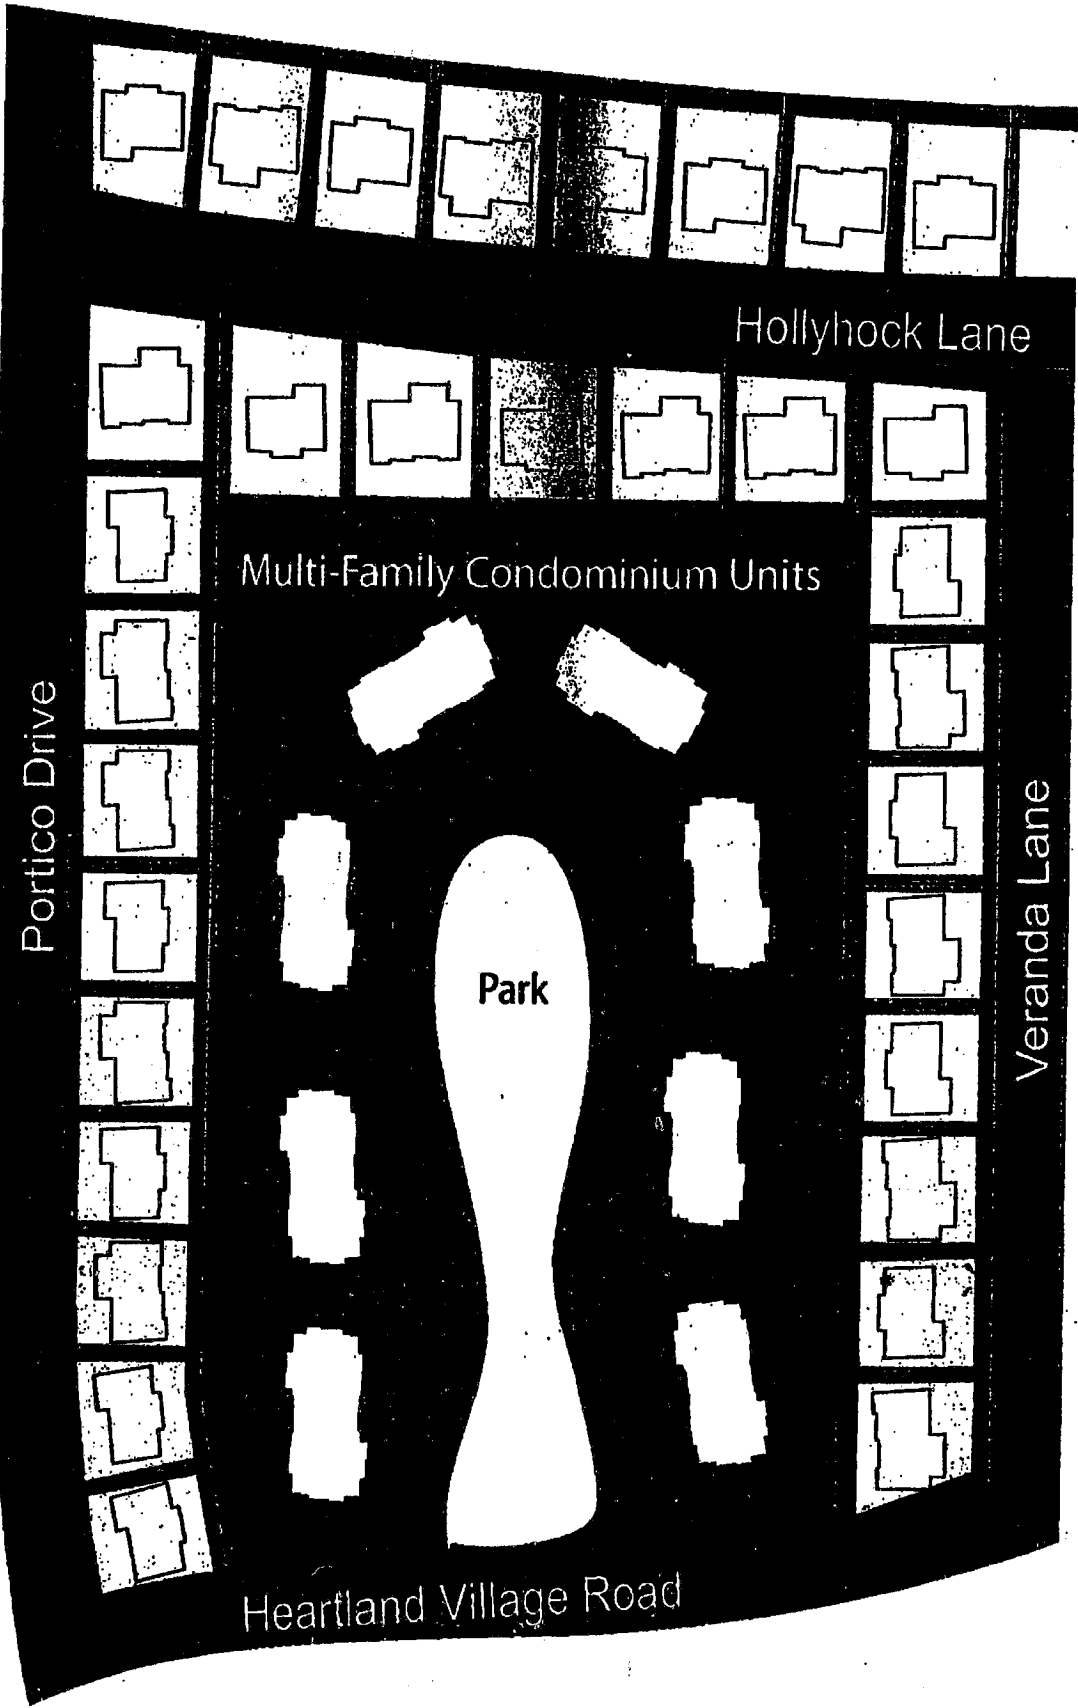 Hollyhock Lane
Multi-Family Condominium Units
Portico Drive
Park
Veranda Lane
Heartland Village Road